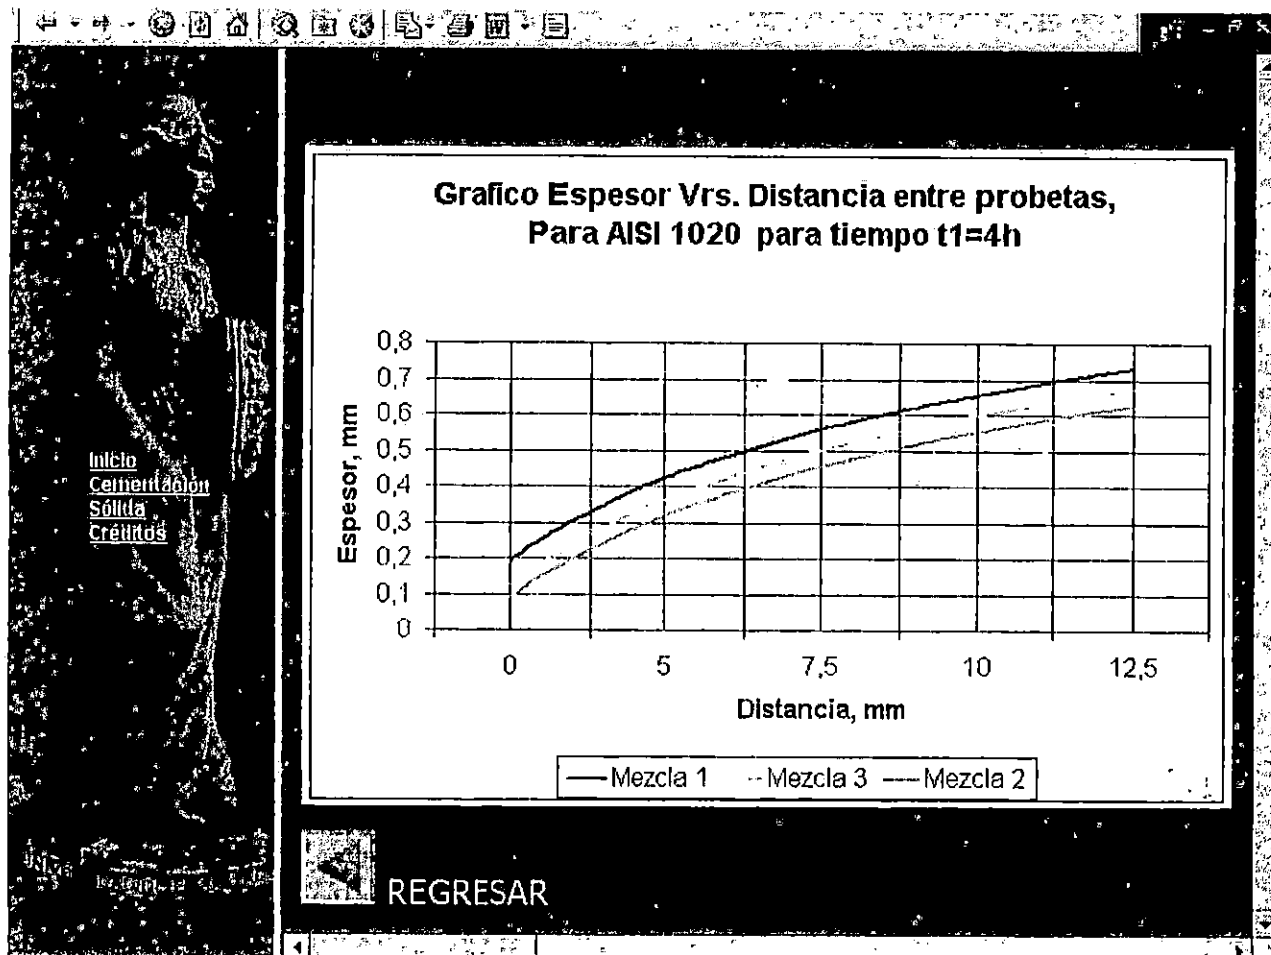 Inicio
Cementación
Sólida
Créditos
Grafico Espesor Vrs. Distancia entre probetas,
Para AISI 1020 para tiempo t1=4h
Espesor, mm
0,8
0,7
0,6
0,5
0,4
0,3
0,2
0,1
0
0 5 7,5 10 12,5
Distancia, mm
Mezcla 1 Mezcla 3 Mezcla 2
REGRESAR